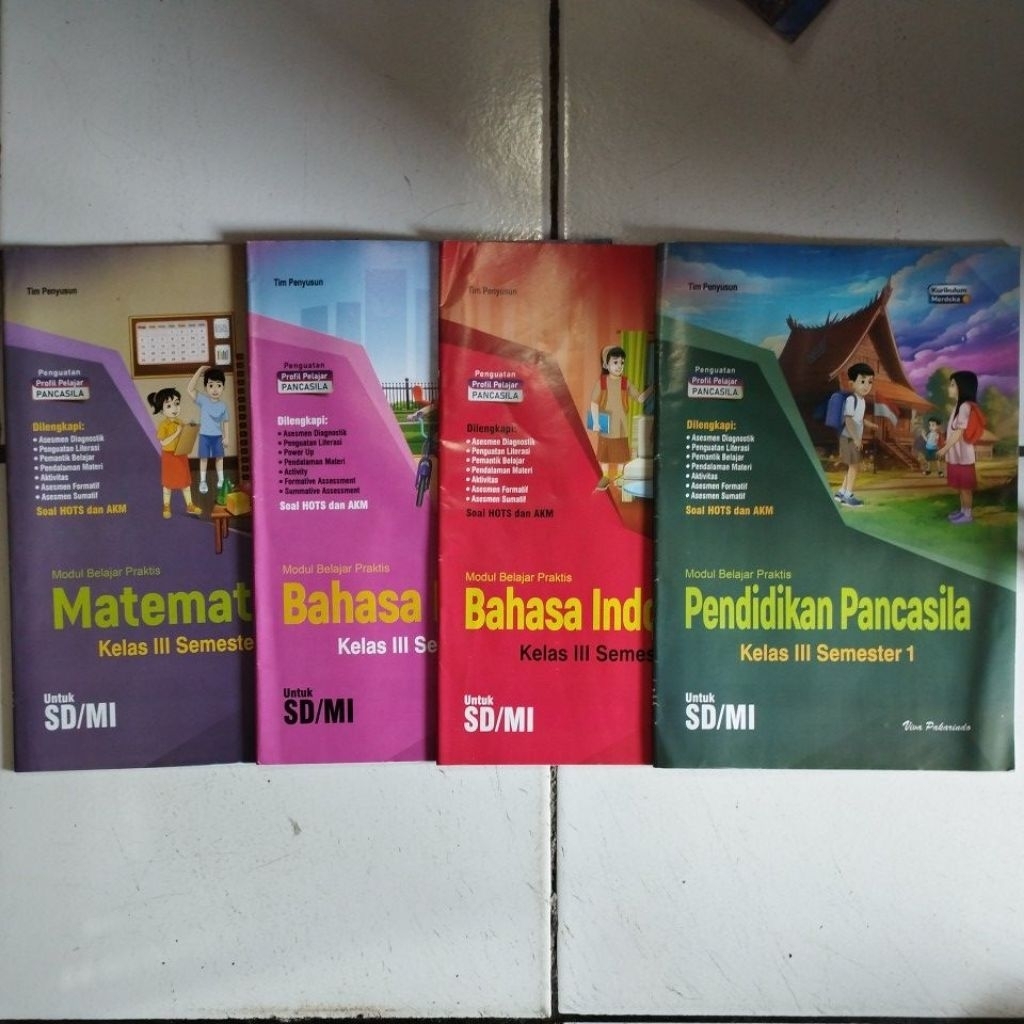 Tim Penyusun
Penguatan
Profil Pelajar
PANCASILA
Dilengkapi:
• Asesmen Diagnostik
• Penguatan Literasi
• Pemantik Belajar
• Pendalaman Materi
• Aktivitas
• Asesmen Formatif
• Asesmen Sumatif
Soal HOTS dan AKM
Modul Belajar Praktis
Matemat
Kelas III Semeste
Untuk
SD/MI
Tim Penyusun
Penguatan
Profil Pelajar
PANCASILA
Dilengkapi:
• Asesmen Diagnostik
• Penguatan Literasi
• Power Up
• Pendalaman Materi
• Activity
• Formative Assessment
• Summative Assessment
Soal HOTS dan AKM
Modul Belajar Praktis
Bahasa
Kelas III Se
Untuk
SD/MI
Tim Penyusun
Penguatan
Profil Pelajar
PANCASILA
Dilengkapi:
• Asesmen Diagnostik
• Penguatan Literasi
• Pemantik Belajar
• Pendalaman Materi
• Aktivitas
• Asesmen Formatif
• Asesmen Sumatif
Soal HOTS dan AKM
Modul Belajar Praktis
Bahasa Indo
Kelas III Semes
Untuk
SD/MI
Tim Penyusun
Kurikulum
Merdeka
Penguatan
Profil Pelajar
PANCASILA
Dilengkapi:
• Asesmen Diagnostik
• Penguatan Literasi
• Pemantik Belajar
• Pendalaman Materi
• Aktivitas
• Asesmen Formatif
• Asesmen Sumatif
Soal HOTS dan AKM
Modul Belajar Praktis
Pendidikan Pancasila
Kelas III Semester 1
Untuk
SD/MI
Viva Pakarindo